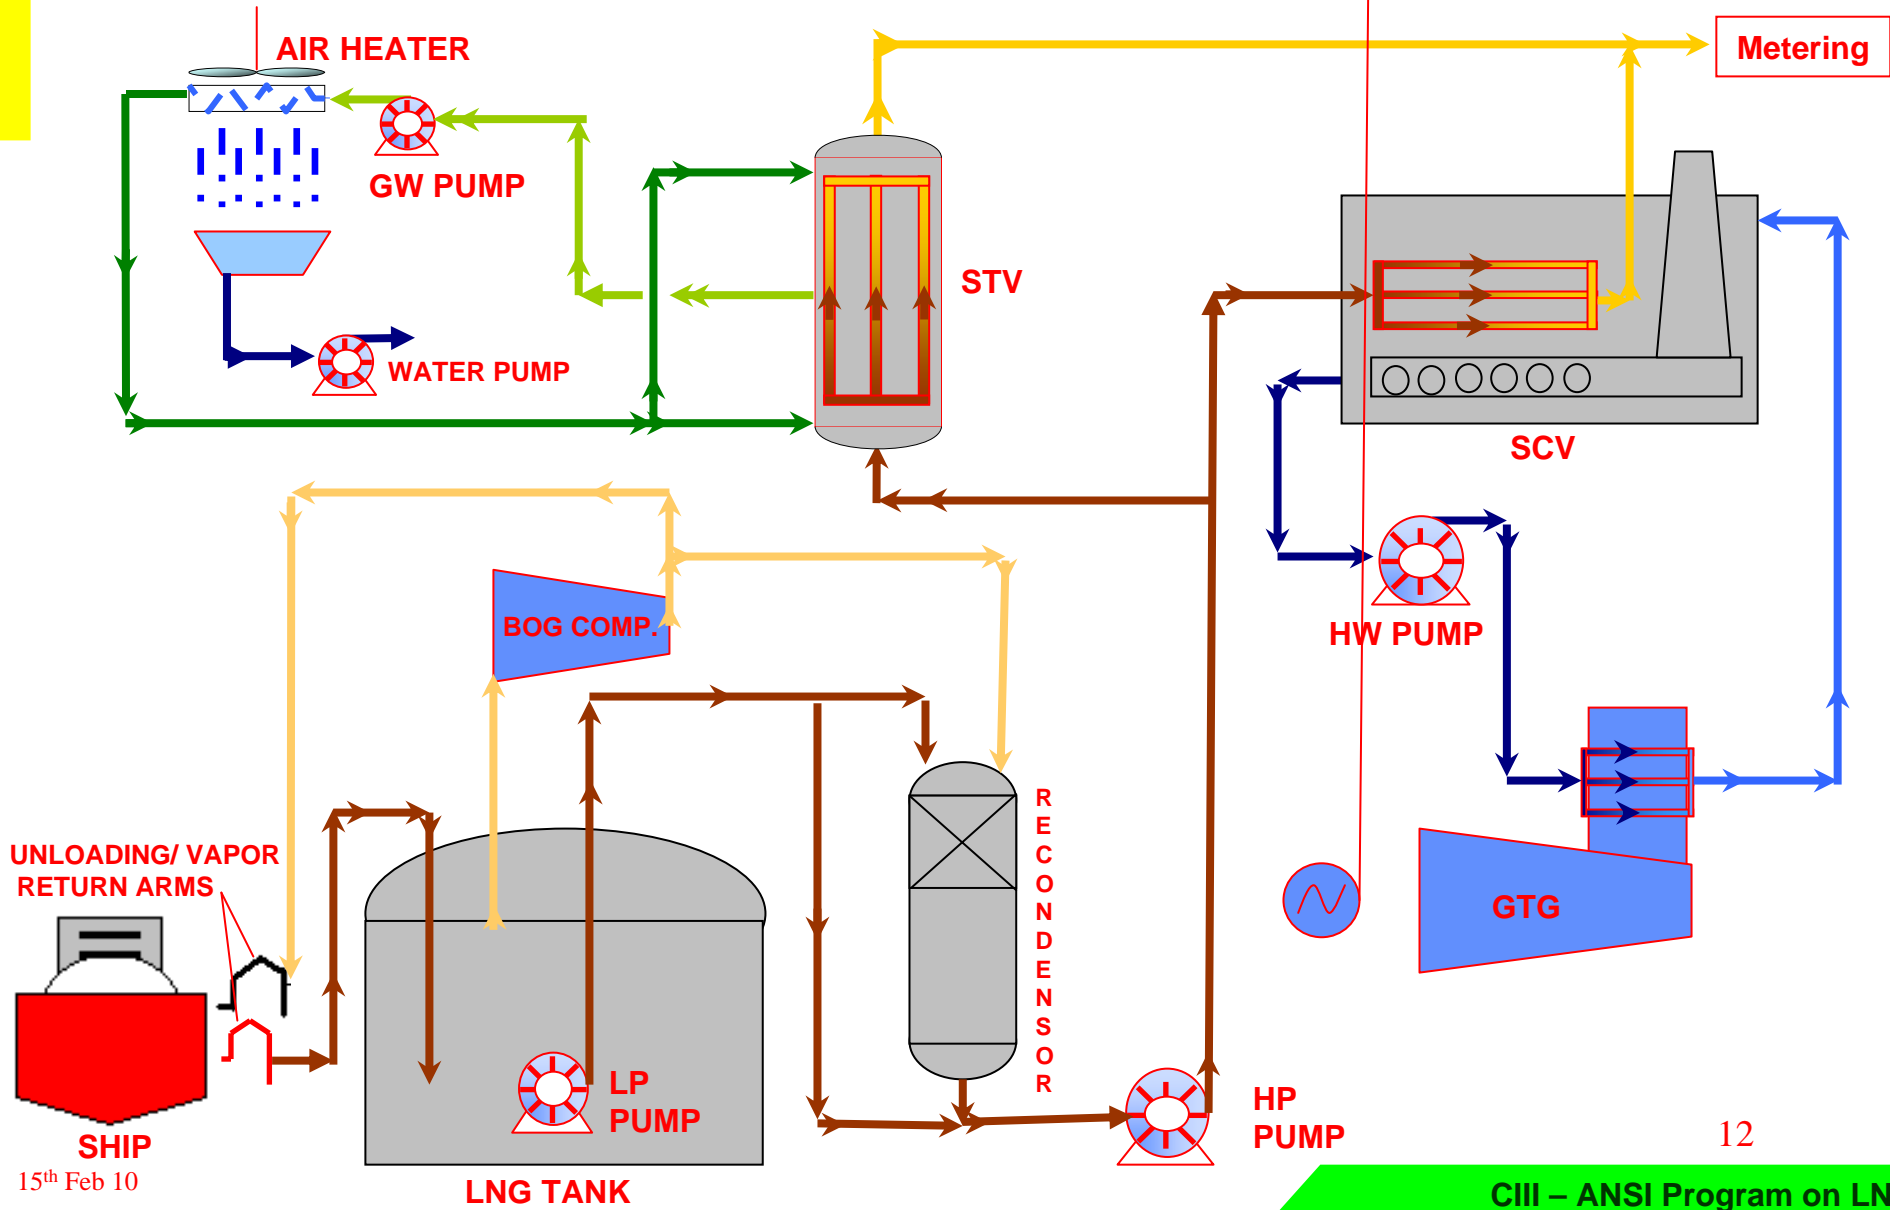 AIR HEATER
Metering
GW PUMP
STV
WATER PUMP
SCV
BOG COMP.
HW PUMP
RECONDENSOR
UNLOADING/ VAPOR
RETURN ARMS
GTG
LP
PUMP
HP
PUMP
SHIP
12
15th Feb 10
LNG TANK
CIII – ANSI Program on LN